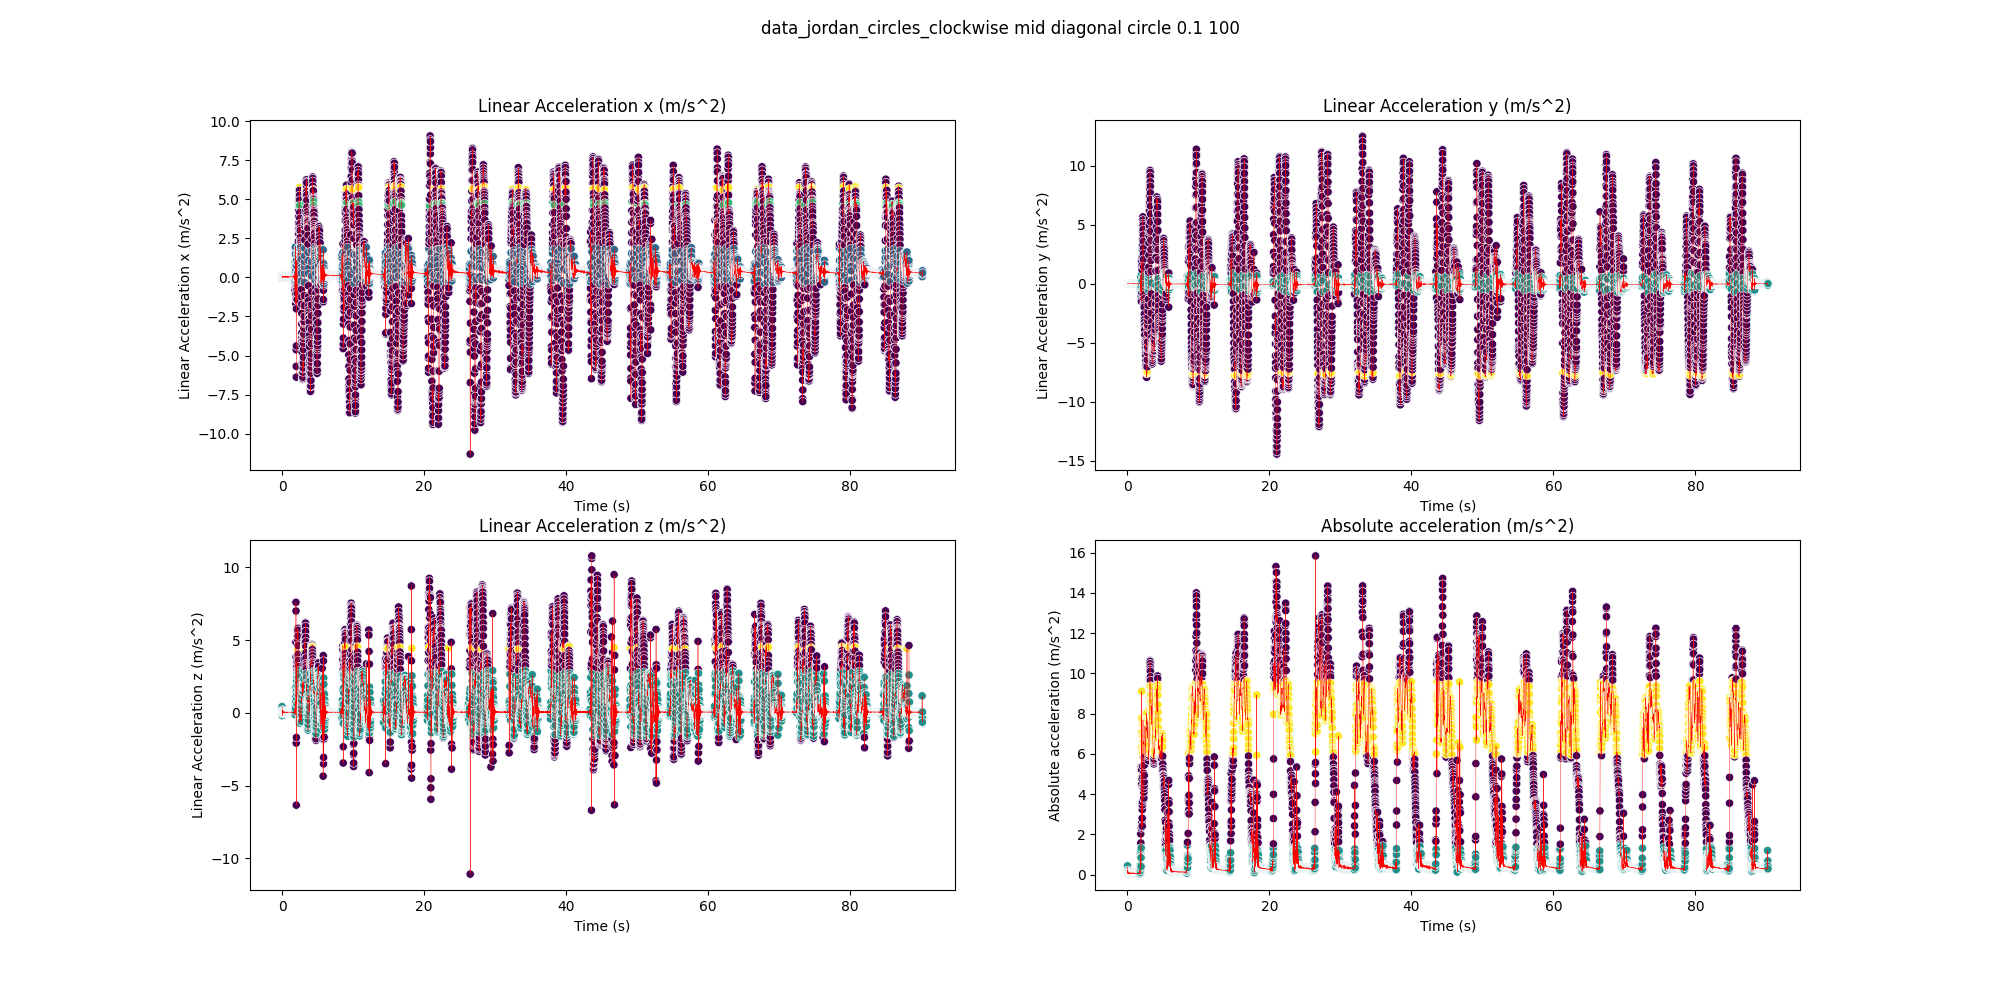 data_jordan_circles_clockwise mid diagonal circle 0.1 100
Linear Acceleration x (m/s^2)
Linear Acceleration x (m/s^2)
10.0
7.5
5.0
2.5
0.0
−2.5
−5.0
−7.5
−10.0
0 20 40 60 80
Time (s)
Linear Acceleration y (m/s^2)
Linear Acceleration y (m/s^2)
10
5
0
−5
−10
−15
0 20 40 60 80
Time (s)
Linear Acceleration z (m/s^2)
Linear Acceleration z (m/s^2)
10
5
0
−5
−10
0 20 40 60 80
Time (s)
Absolute acceleration (m/s^2)
Absolute acceleration (m/s^2)
16
14
12
10
8
6
4
2
0
0 20 40 60 80
Time (s)